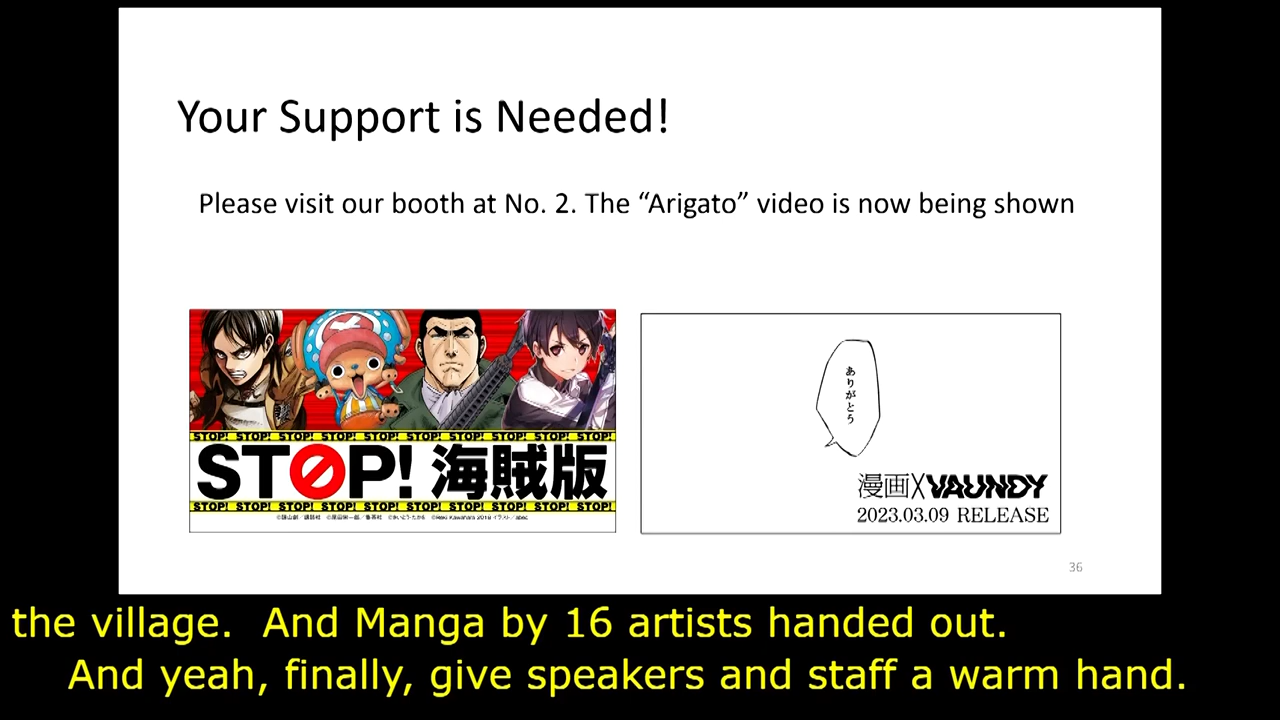 Your Support is Needed!
Please visit our booth at No. 2. The “Arigato” video is now being shown
STOP! STOP! STOP! STOP! STOP! STOP! STOP! STOP! STOP! STOP!
STOP! 海賊版
STOP! STOP! STOP! STOP! STOP! STOP! STOP! STOP! STOP! STOP!
ありがとう
漫画X VAUNDY
2023.03.09 RELEASE
36
the village.  And Manga by 16 artists handed out.
And yeah, finally, give speakers and staff a warm hand.